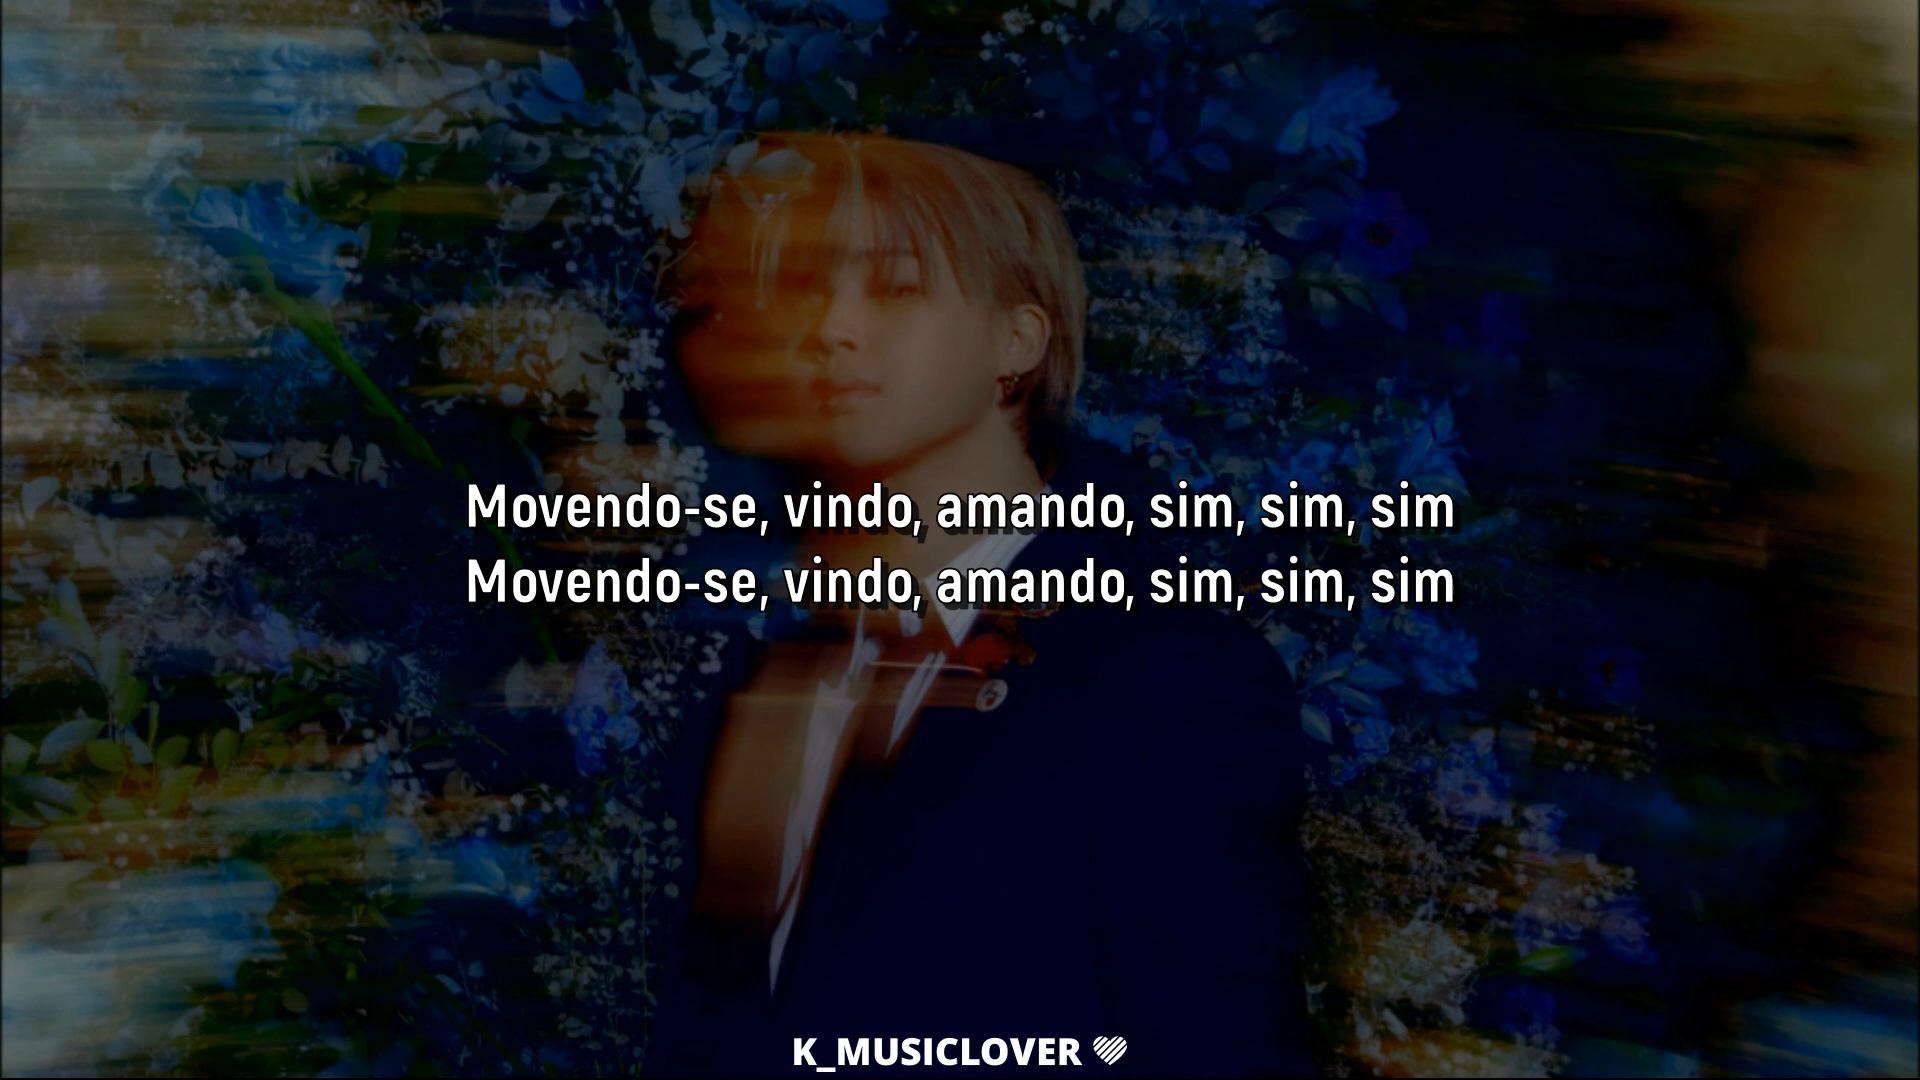 Movendo-se, vindo, amando, sim, sim, sim
Movendo-se, vindo, amando, sim, sim, sim
K_MUSICLOVER